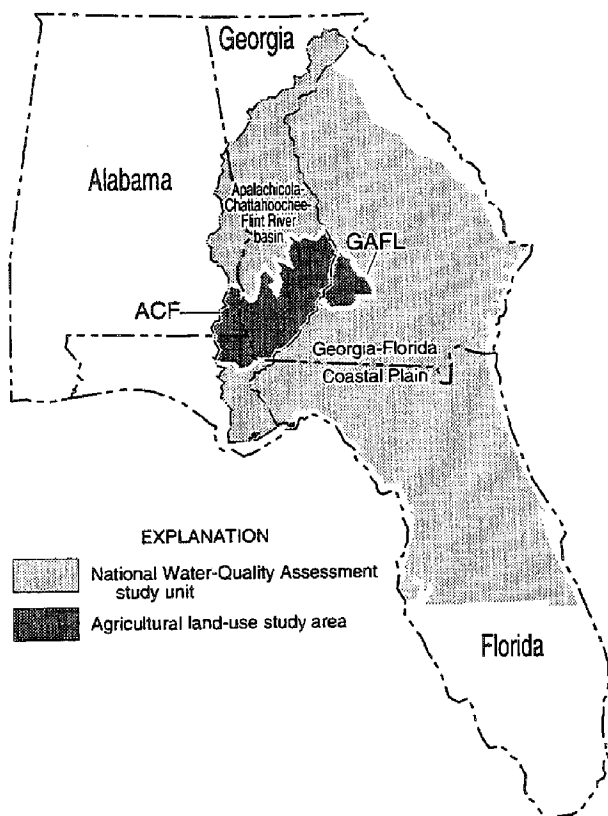 Georgia
Alabama
Apalachicola-
Chattahoochee-
Flint River
basin
GAFL
ACF
Georgia-Florida
Coastal Plain
EXPLANATION
National Water-Quality Assessment
study unit
Agricultural land-use study area
Florida